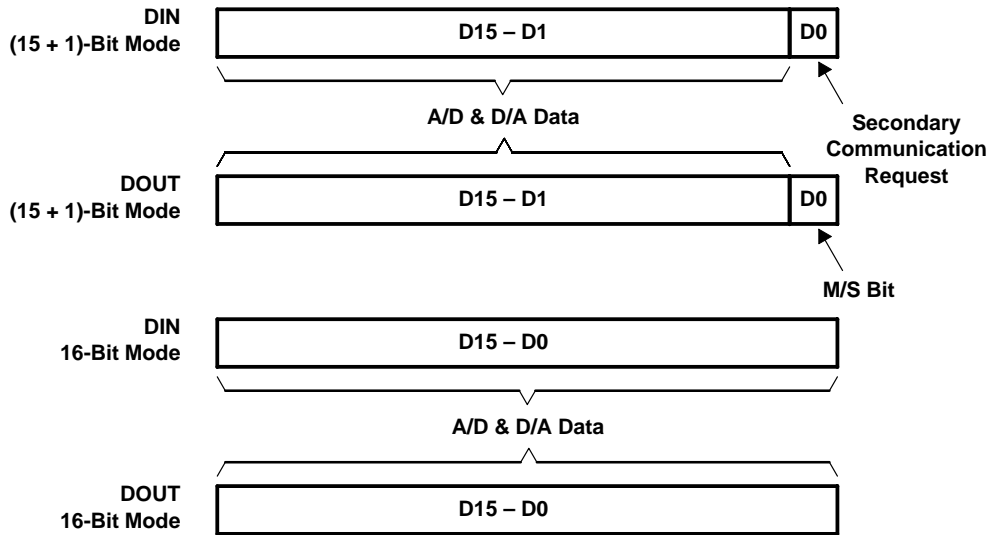 DIN
(15 + 1)-Bit Mode
D15 – D1
D0
A/D & D/A Data
Secondary
Communication
Request
DOUT
(15 + 1)-Bit Mode
D15 – D1
D0
M/S Bit
DIN
16-Bit Mode
D15 – D0
A/D & D/A Data
DOUT
16-Bit Mode
D15 – D0